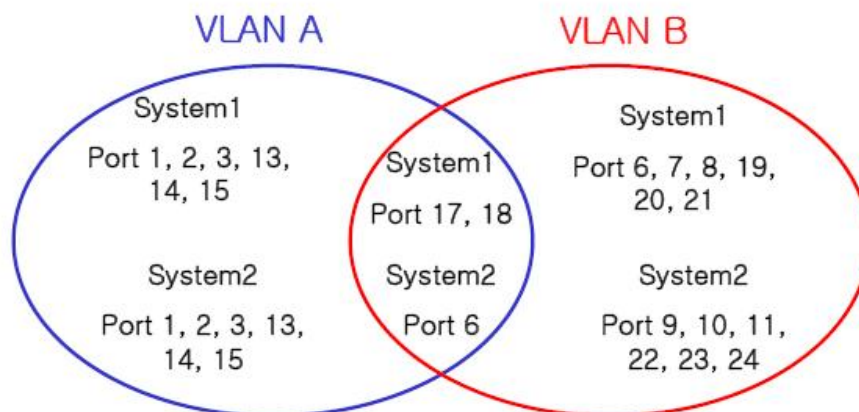 VLAN A
VLAN B
System1
Port 1, 2, 3, 13,
14, 15
System2
Port 1, 2, 3, 13,
14, 15
System1
Port 17, 18
System2
Port 6
System1
Port 6, 7, 8, 19,
20, 21
System2
Port 9, 10, 11,
22, 23, 24